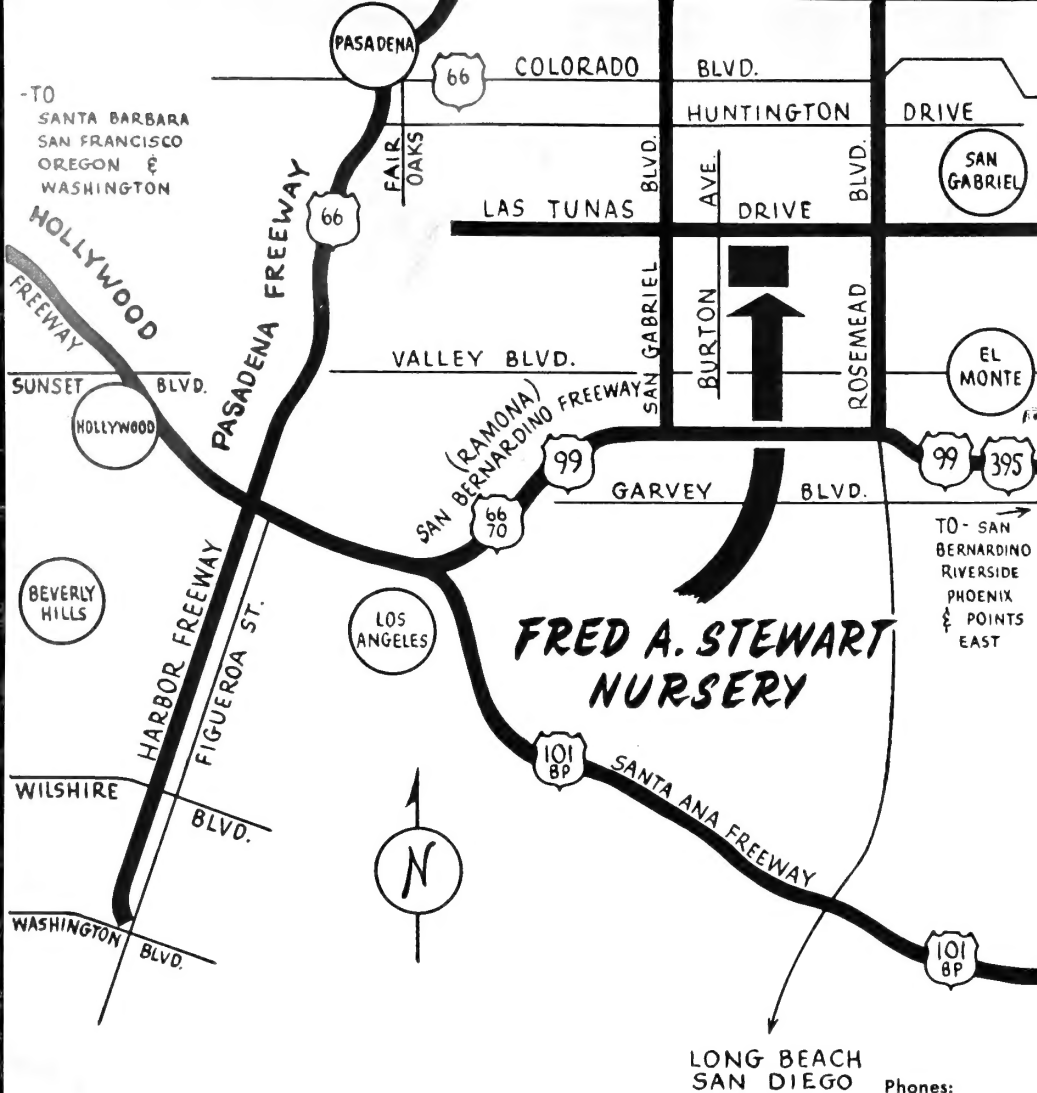 PASADENA
66
COLORADO BLVD.
HUNTINGTON DRIVE
-TO
SANTA BARBARA
SAN FRANCISCO
OREGON &
WASHINGTON
FAIR
OAKS
BLVD.
AVE.
BLVD.
SAN
GABRIEL
66
LAS TUNAS DRIVE
HOLLYWOOD
FREEWAY
PASADENA FREEWAY
SAN GABRIEL
BURTON
ROSEMEAD
VALLEY BLVD.
EL
MONTE
SUNSET BLVD.
HOLLYWOOD
(RAMONA)
SAN BERNARDINO FREEWAY
99
66
70
99
395
GARVEY BLVD.
TO - SAN
BERNARDINO
RIVERSIDE
PHOENIX
& POINTS
EAST
BEVERLY
HILLS
HARBOR FREEWAY
FIGUEROA ST.
LOS
ANGELES
FRED A. STEWART
NURSERY
101
BP
SANTA ANA FREEWAY
WILSHIRE BLVD.
N
WASHINGTON BLVD.
101
BP
LONG BEACH
SAN DIEGO
Phones: